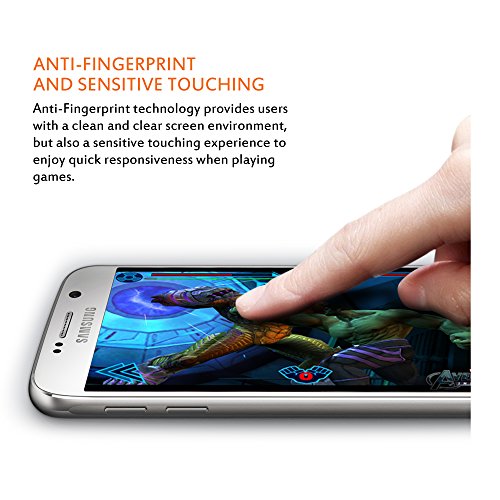 ANTI-FINGERPRINT
AND SENSITIVE TOUCHING
Anti-Fingerprint technology provides users
with a clean and clear screen environment,
but also a sensitive touching experience to
enjoy quick responsiveness when playing
games.
SAMSUNG